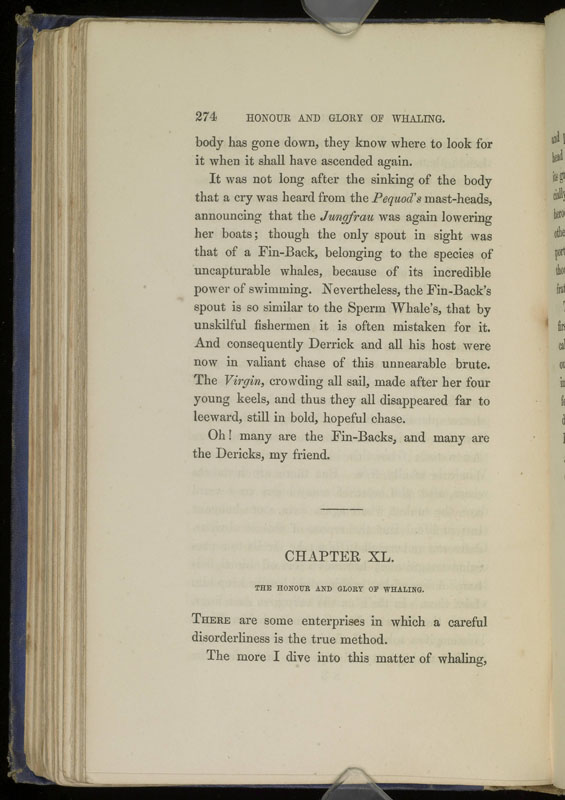 274 HONOUR AND GLORY OF WHALING.
body has gone down, they know where to look for
it when it shall have ascended again.
It was not long after the sinking of the body
that a cry was heard from the Pequod's mast-heads,
announcing that the Jungfrau was again lowering
her boats; though the only spout in sight was
that of a Fin-Back, belonging to the species of
uncapturable whales, because of its incredible
power of swimming. Nevertheless, the Fin-Back's
spout is so similar to the Sperm Whale's, that by
unskilful fishermen it is often mistaken for it.
And consequently Derrick and all his host were
now in valiant chase of this unnearable brute.
The Virgin, crowding all sail, made after her four
young keels, and thus they all disappeared far to
leeward, still in bold, hopeful chase.
Oh! many are the Fin-Backs, and many are
the Dericks, my friend.
CHAPTER XL.
THE HONOUR AND GLORY OF WHALING.
THERE are some enterprises in which a careful
disorderliness is the true method.
The more I dive into this matter of whaling,